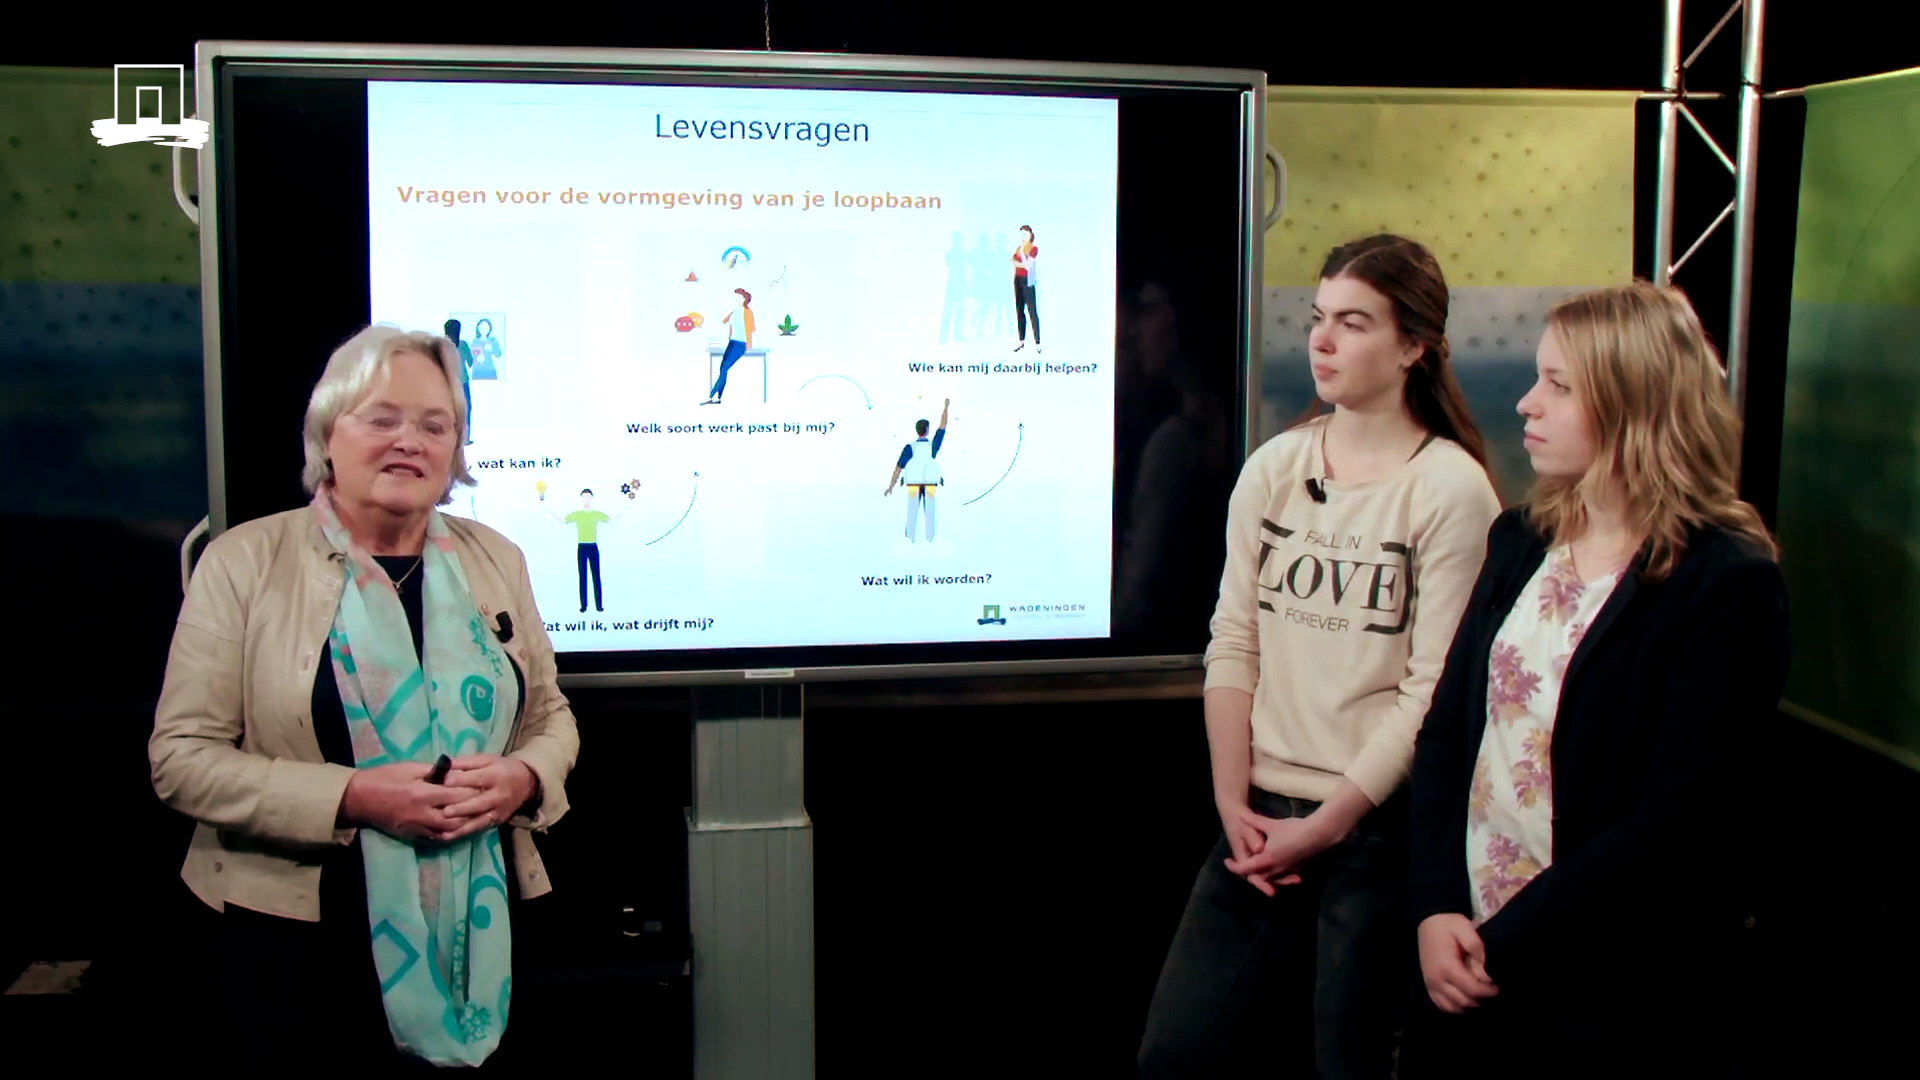 Levensvragen
Vragen voor de vormgeving van je loopbaan
Wie kan mij daarbij helpen?
Welk soort werk past bij mij?
, wat kan ik?
Wat wil ik worden?
at wil ik, wat drijft mij?
WAGENINGEN
FALL IN
LOVE
FOREVER